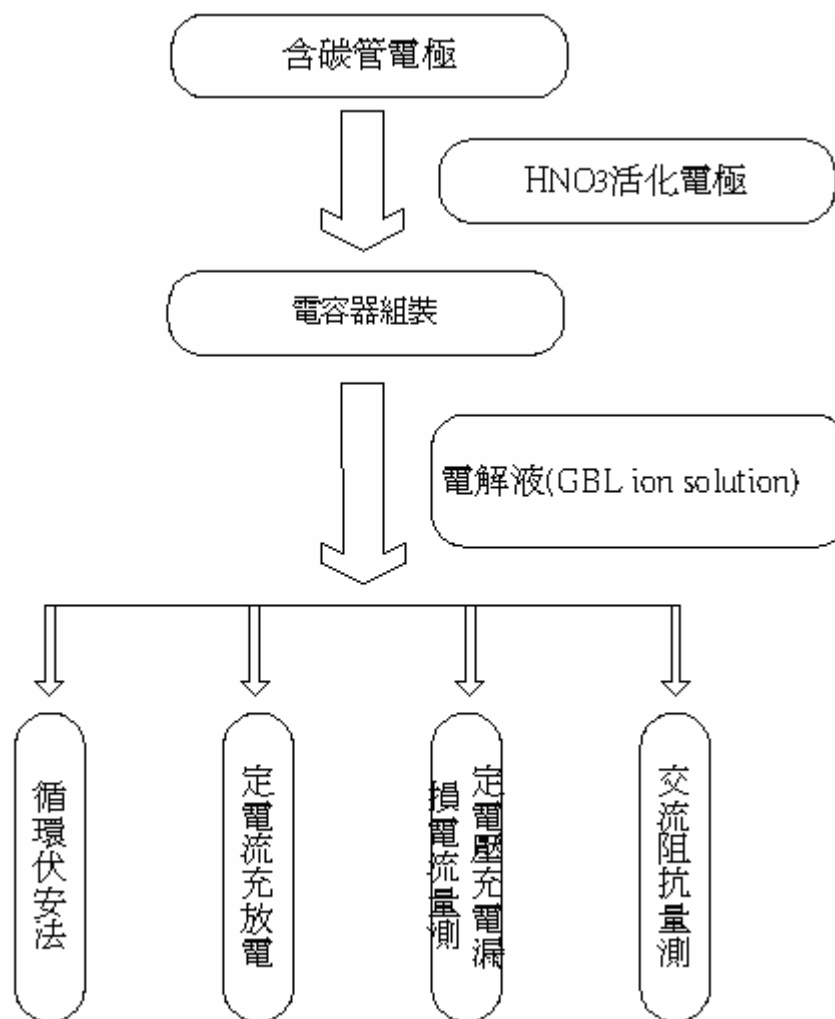 含碳管電極
HNO3活化電極
電容器組裝
電解液(GBL ion solution)
循環伏安法
定電流充放電
定電壓充電漏
損電流量測
交流阻抗量測